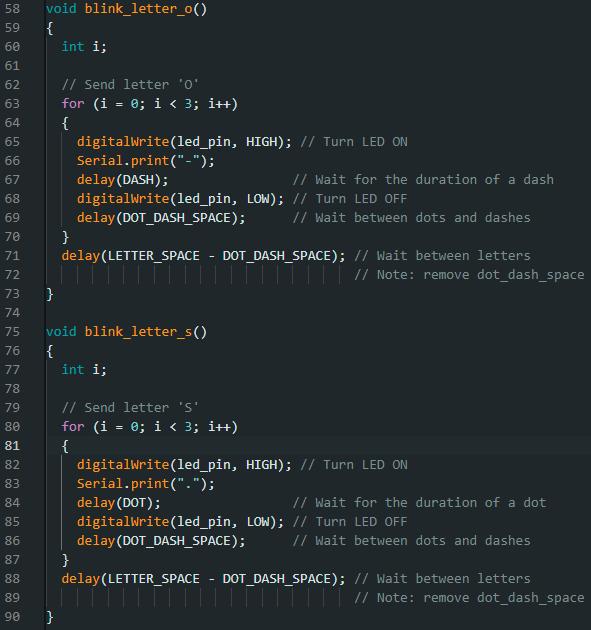 58 void blink_letter_o()
59 {
60   int i;
61
62   // Send letter 'O'
63   for (i = 0; i < 3; i++)
64   {
65     digitalWrite(led_pin, HIGH); // Turn LED ON
66     Serial.print("-");
67     delay(DASH);                // Wait for the duration of a dash
68     digitalWrite(led_pin, LOW); // Turn LED OFF
69     delay(DOT_DASH_SPACE);      // Wait between dots and dashes
70   }
71   delay(LETTER_SPACE - DOT_DASH_SPACE); // Wait between letters
72                                         // Note: remove dot_dash_space
73 }
74
75 void blink_letter_s()
76 {
77   int i;
78
79   // Send letter 'S'
80   for (i = 0; i < 3; i++)
81   {
82     digitalWrite(led_pin, HIGH); // Turn LED ON
83     Serial.print(".");
84     delay(DOT);                 // Wait for the duration of a dot
85     digitalWrite(led_pin, LOW); // Turn LED OFF
86     delay(DOT_DASH_SPACE);      // Wait between dots and dashes
87   }
88   delay(LETTER_SPACE - DOT_DASH_SPACE); // Wait between letters
89                                         // Note: remove dot_dash_space
90 }